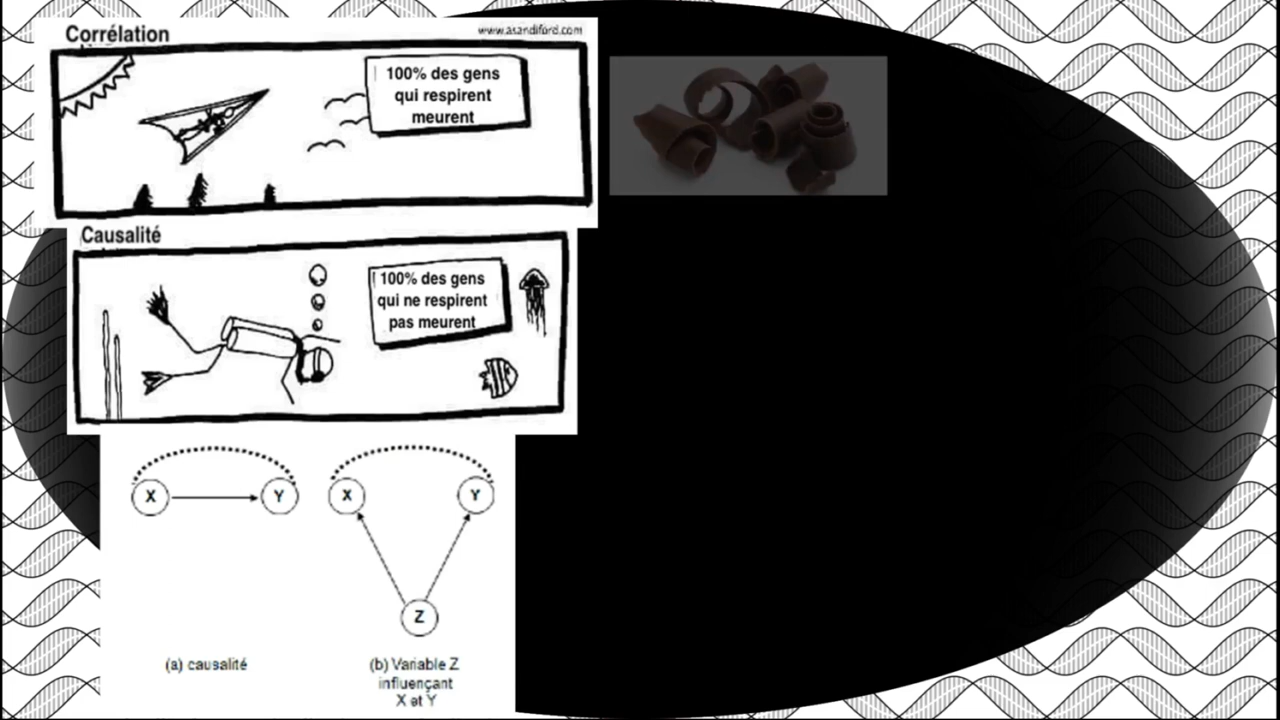 Corrélation
www.asandiford.com
100% des gens
qui respirent
meurent
Causalité
100% des gens
qui ne respirent
pas meurent
X
Y
X
Y
Z
(a) causalité
(b) Variable Z
influençant
X et Y